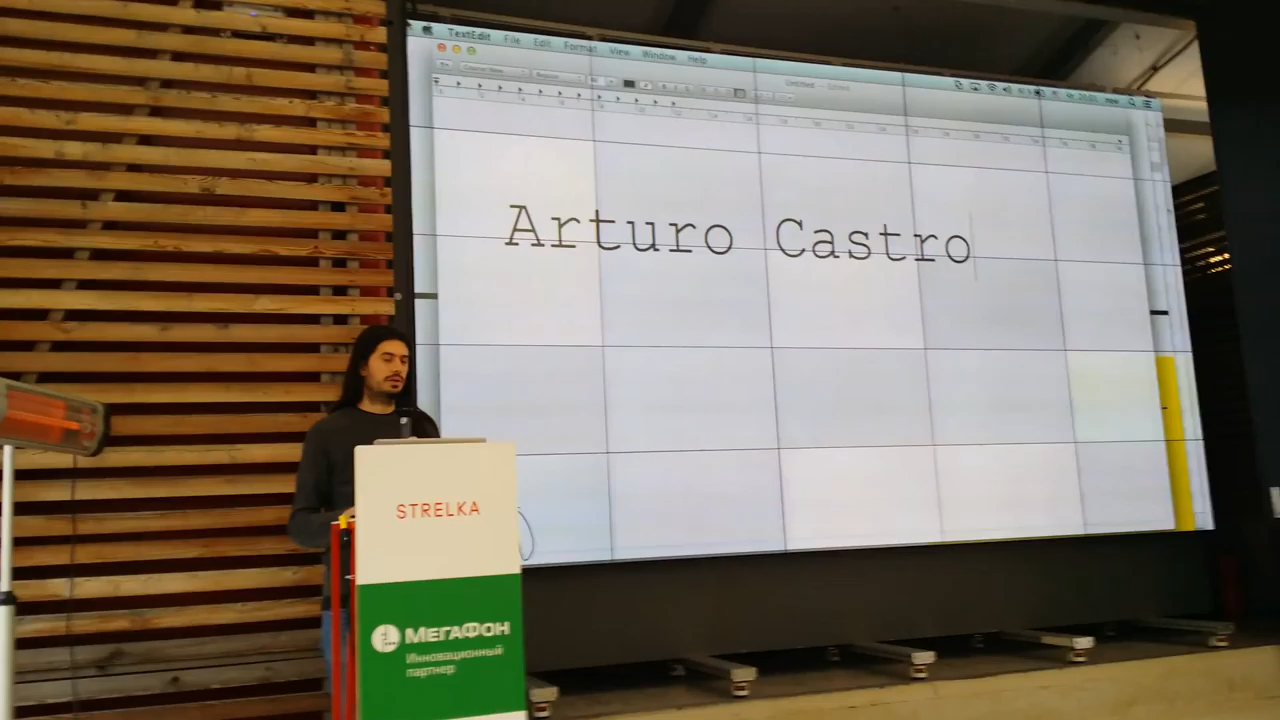 TextEdit File Edit Format View Window Help
Arturo Castro
STRELKA
МегаФон
Инновационный
партнер